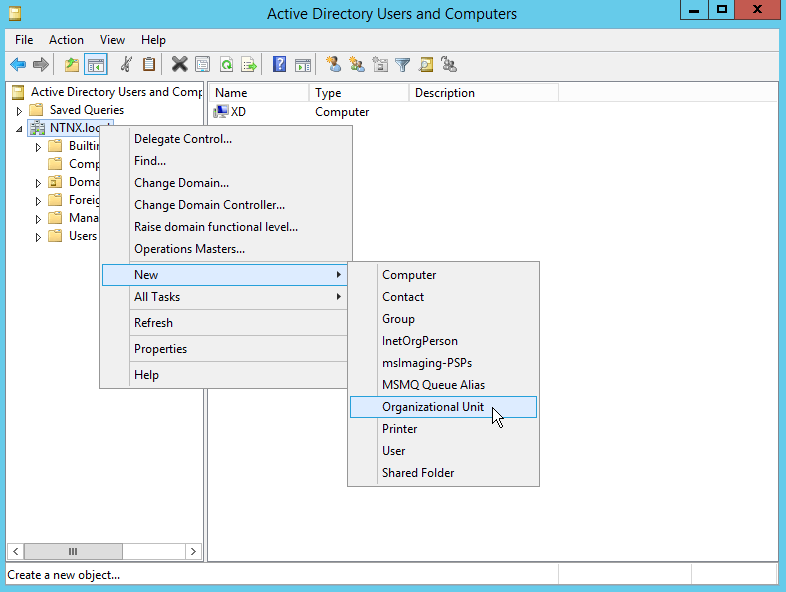 Active Directory Users and Computers
File Action View Help
Active Directory Users and Comp
Saved Queries
NTNX.local
Builtin
Comp
Doma
Foreig
Mana
Users
Name Type Description
XD Computer
Delegate Control...
Find...
Change Domain...
Change Domain Controller...
Raise domain functional level...
Operations Masters...
New
All Tasks
Refresh
Properties
Help
Computer
Contact
Group
InetOrgPerson
msImaging-PSPs
MSMQ Queue Alias
Organizational Unit
Printer
User
Shared Folder
Create a new object...